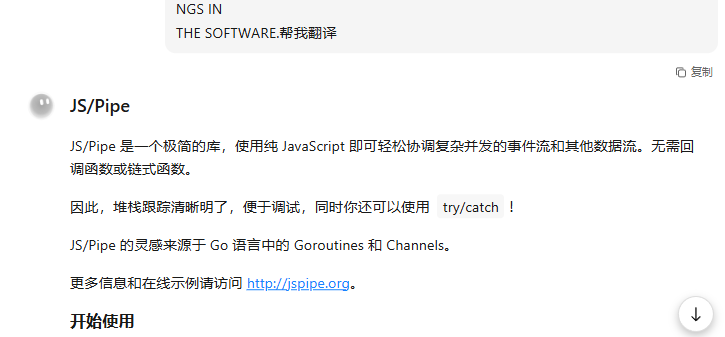 NGS IN
THE SOFTWARE.帮我翻译
复制
JS/Pipe
JS/Pipe 是一个极简的库，使用纯 JavaScript 即可轻松协调复杂并发的事件流和其他数据流。无需回
调函数或链式函数。
因此，堆栈跟踪清晰明了，便于调试，同时你还可以使用 try/catch！
JS/Pipe 的灵感来源于 Go 语言中的 Goroutines 和 Channels。
更多信息和在线示例请访问 http://jspipe.org。
开始使用